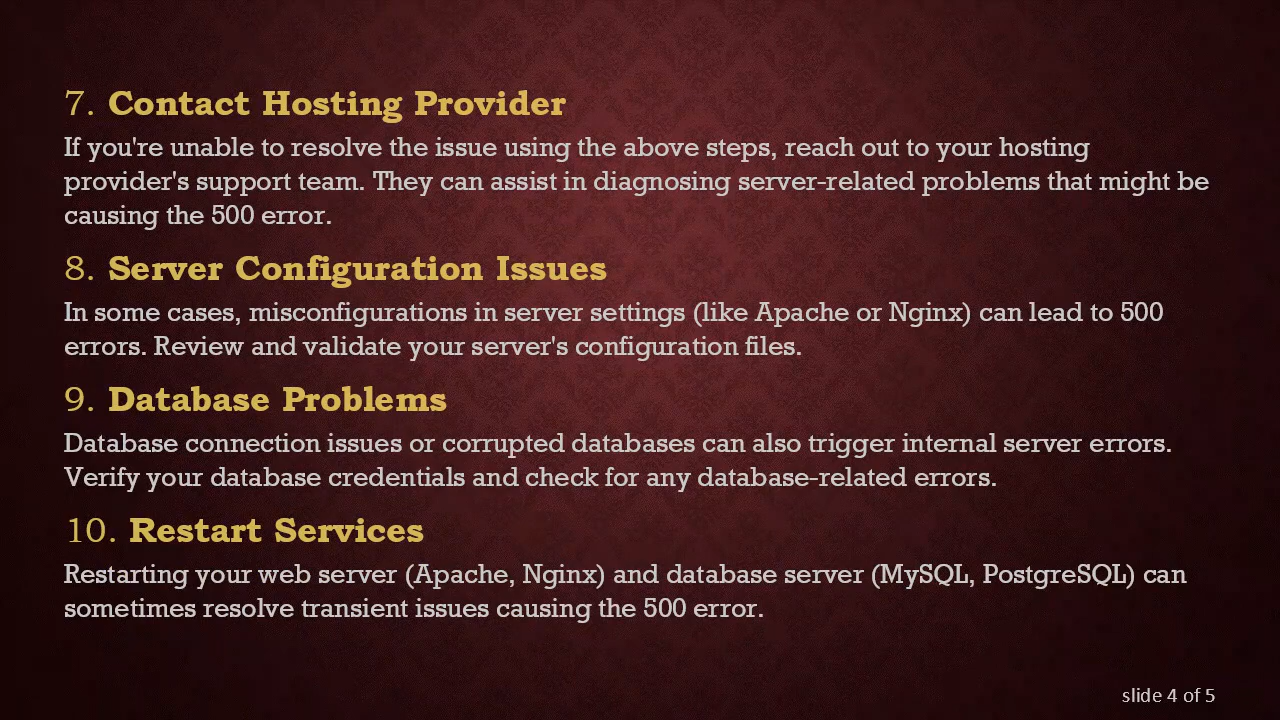 7. Contact Hosting Provider
If you're unable to resolve the issue using the above steps, reach out to your hosting
provider's support team. They can assist in diagnosing server-related problems that might be
causing the 500 error.
8. Server Configuration Issues
In some cases, misconfigurations in server settings (like Apache or Nginx) can lead to 500
errors. Review and validate your server's configuration files.
9. Database Problems
Database connection issues or corrupted databases can also trigger internal server errors.
Verify your database credentials and check for any database-related errors.
10. Restart Services
Restarting your web server (Apache, Nginx) and database server (MySQL, PostgreSQL) can
sometimes resolve transient issues causing the 500 error.
slide 4 of 5